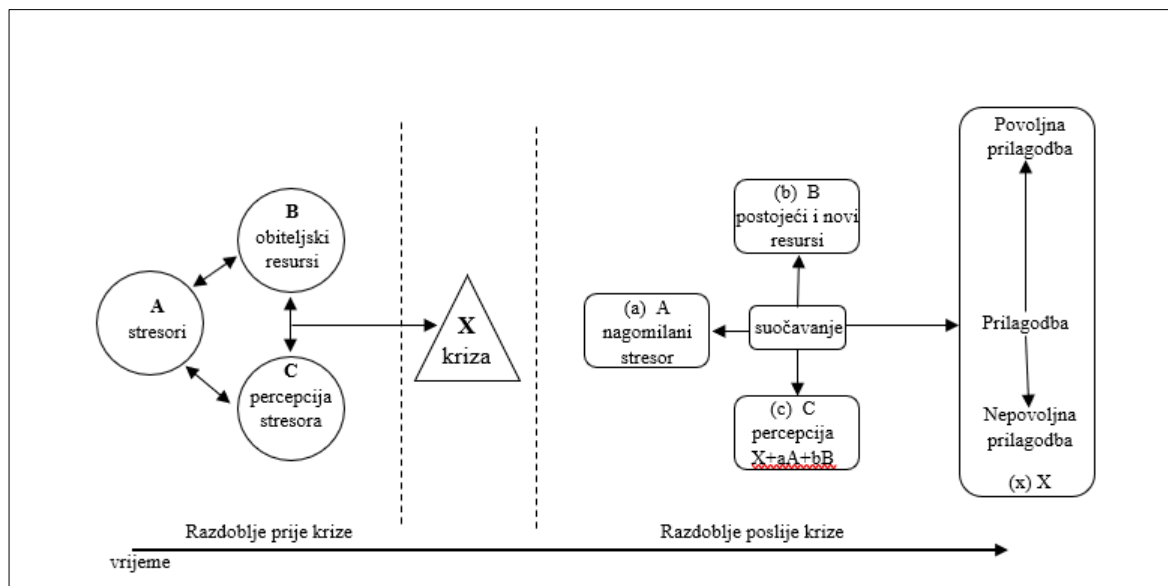 A
stresori
B
obiteljski
resursi
C
percepcija
stresora
X
kriza
(a) A
nagomilani
stresor
(b) B
postojeći i novi
resursi
suočavanje
(c) C
percepcija
X+aA+bB
Povoljna
prilagodba
Prilagodba
Nepovoljna
prilagodba
(x) X
Razdoblje prije krize
Razdoblje poslije krize
vrijeme